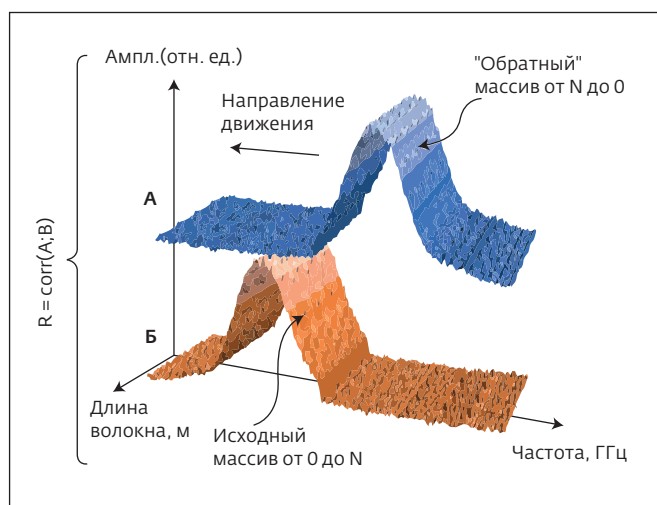 Ампл.(отн. ед.)
"Обратный"
массив от N до 0
Направление
движения
А
R = corr(A;B)
Б
Длина
волокна, м
Исходный
массив от 0 до N
Частота, ГГц